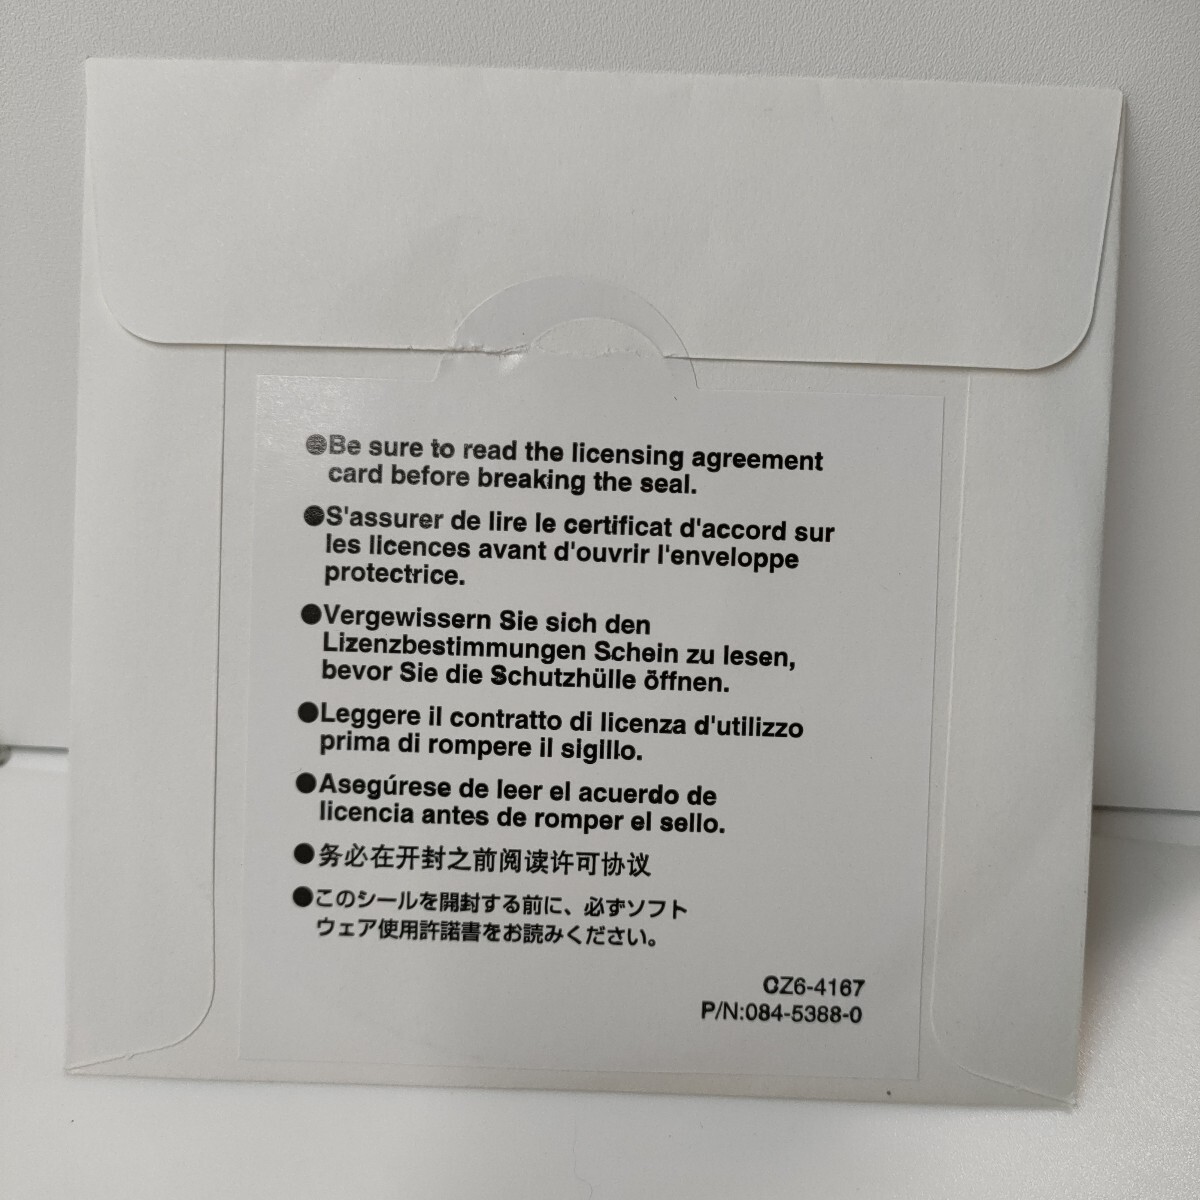 ●Be sure to read the licensing agreement
card before breaking the seal.
●S'assurer de lire le certificat d'accord sur
les licences avant d'ouvrir l'enveloppe
protectrice.
●Vergewissern Sie sich den
Lizenzbestimmungen Schein zu lesen,
bevor Sie die Schutzhülle öffnen.
●Leggere il contratto di licenza d'utilizzo
prima di rompere il sigillo.
●Asegúrese de leer el acuerdo de
licencia antes de romper el sello.
●务必在开封之前阅读许可协议
●このシールを開封する前に、必ずソフト
ウェア使用許諾書をお読みください。
CZ6-4167
P/N:084-5388-0